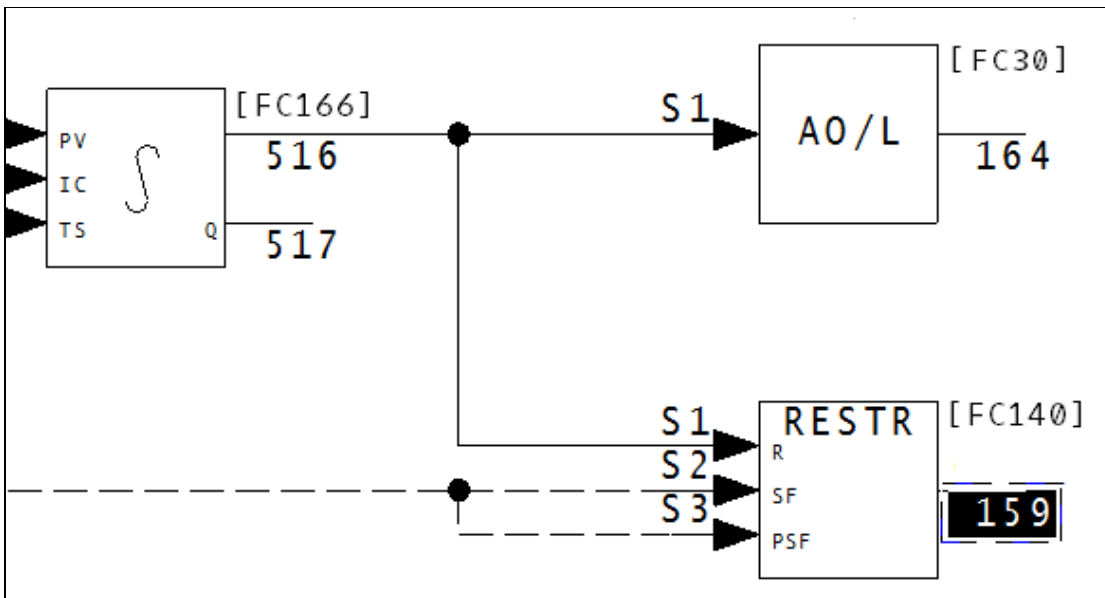 [FC166]
PV
IC
TS
Q
516
517
S1
AO/L
[FC30]
164
S1
S2
S3
RESTR
R
SF
PSF
[FC140]
159